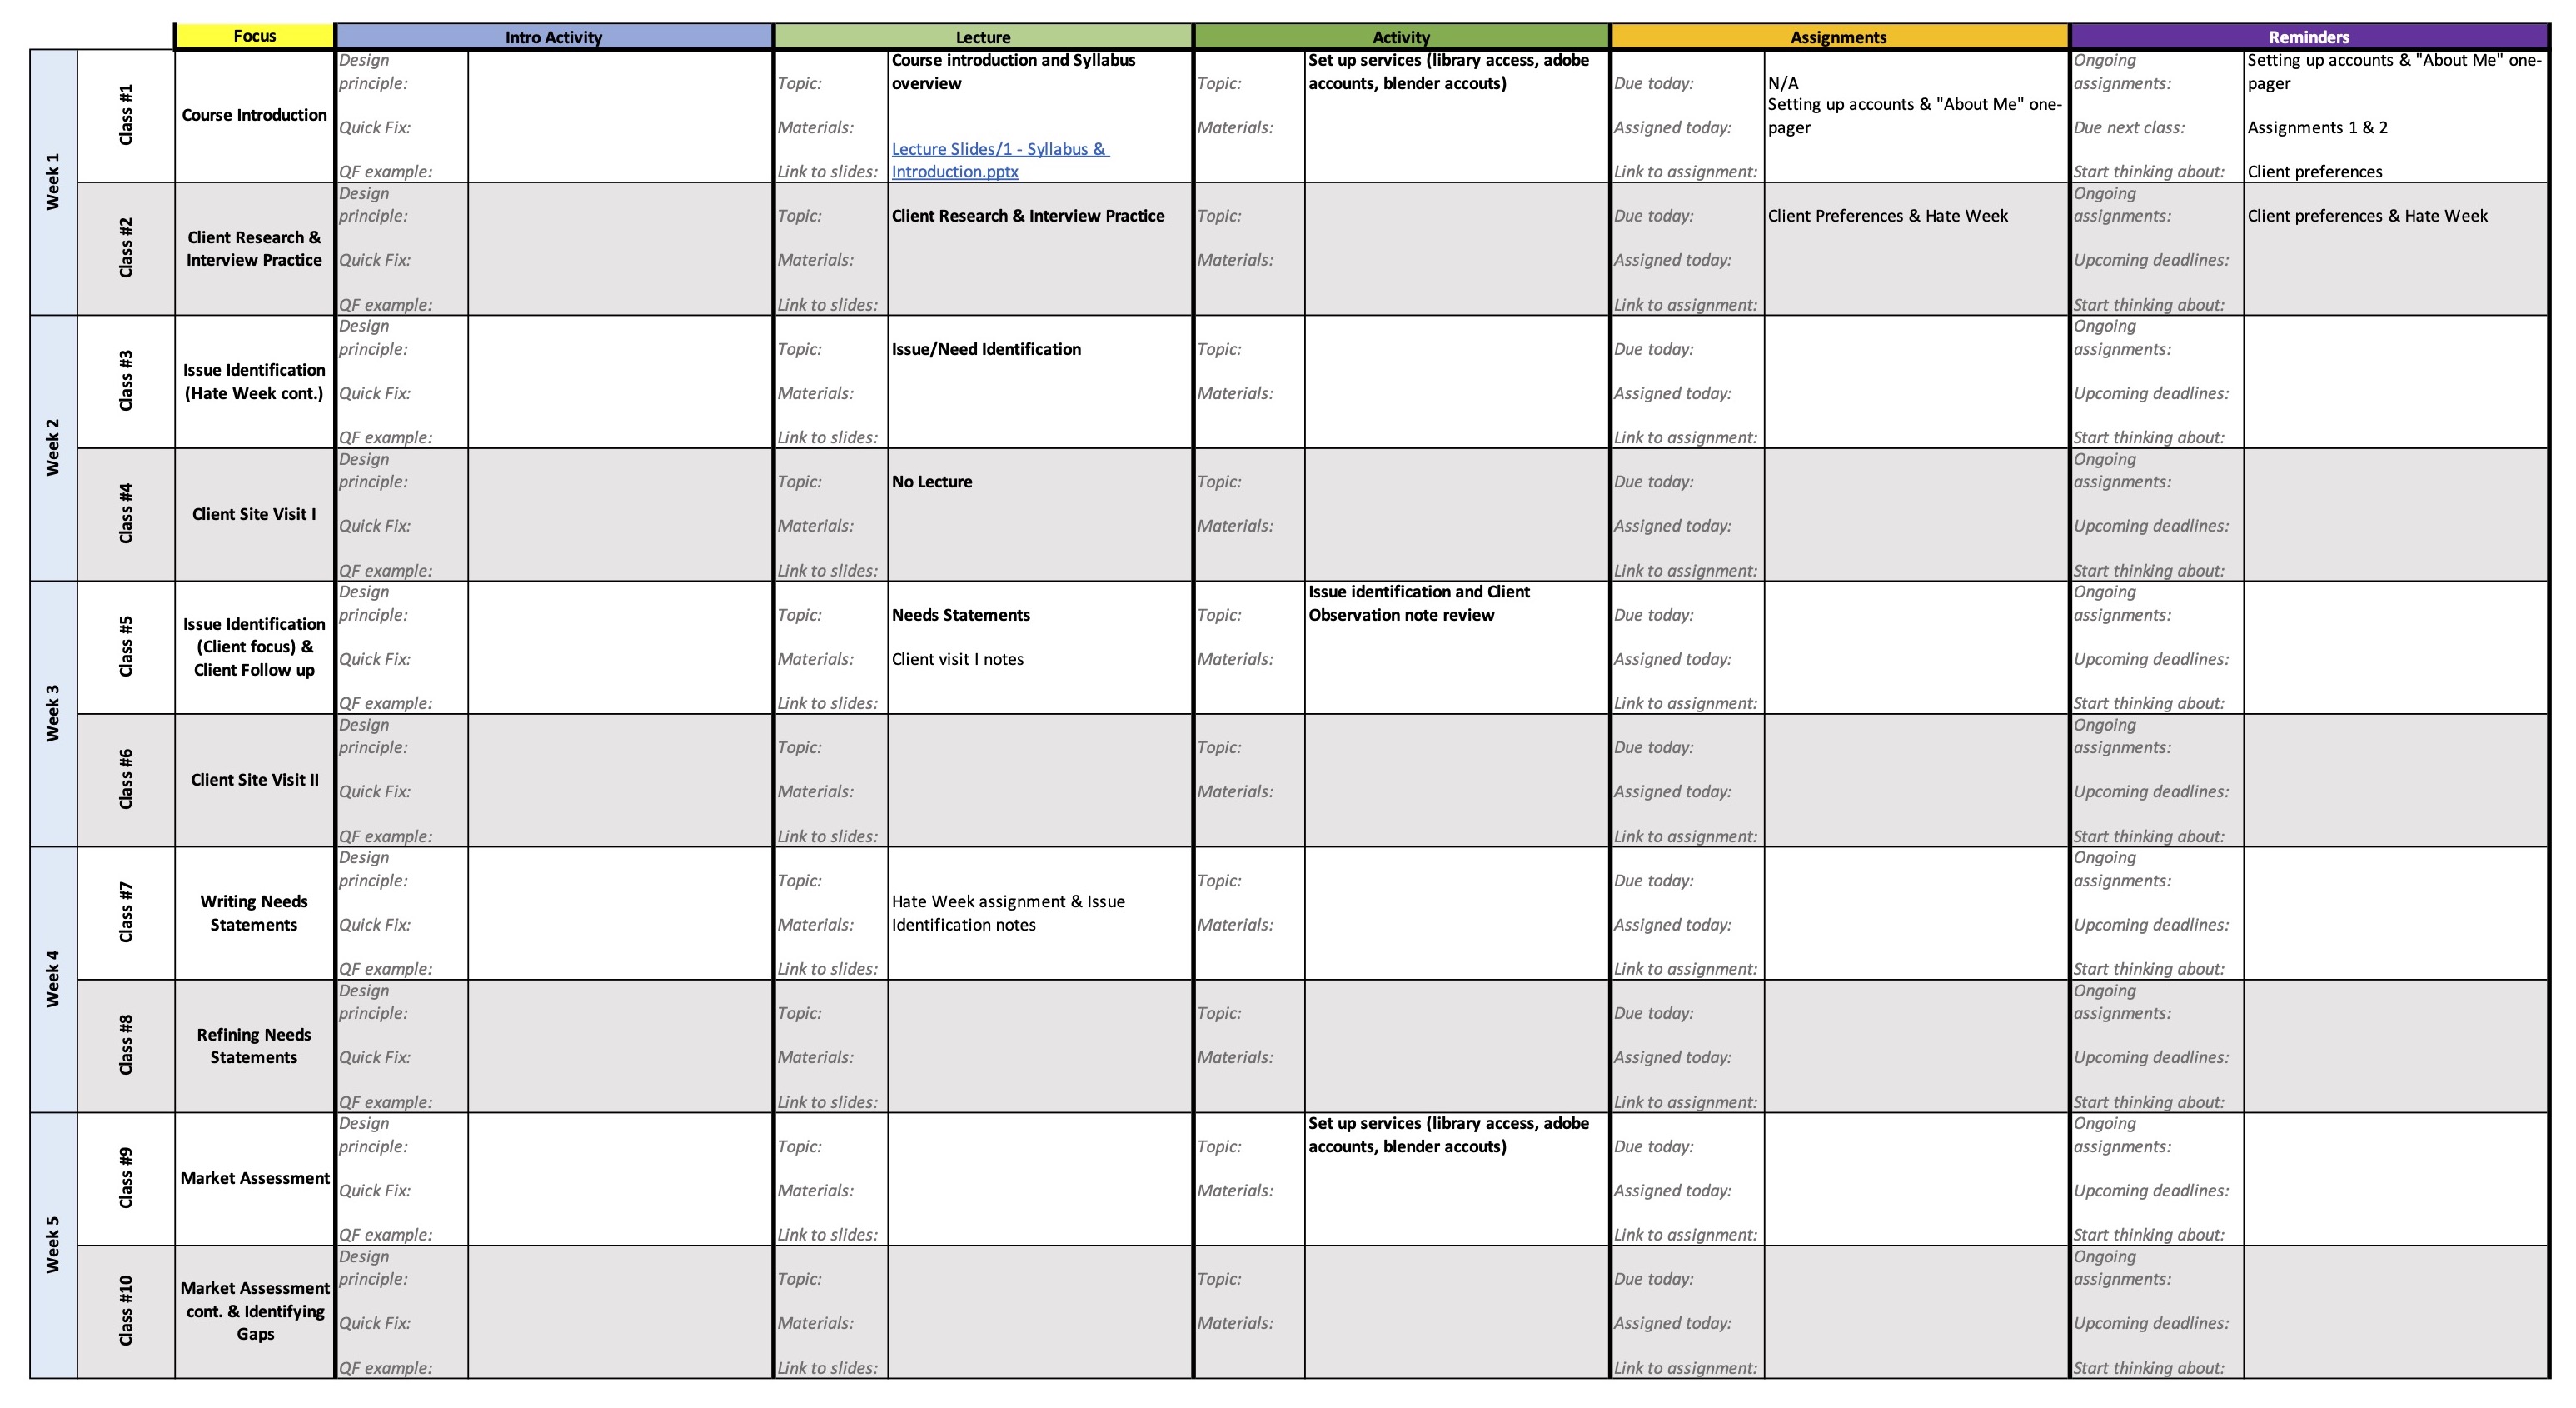 Focus
Intro Activity
Lecture
Activity
Assignments
Reminders
Week 1
Class #1
Course Introduction
Design
principle:
Quick Fix:
QF example:
Topic:
Course introduction and Syllabus
overview
Materials:
Link to slides:
Lecture Slides/1 - Syllabus &
Introduction.pptx
Topic:
Set up services (library access, adobe
accounts, blender accouts)
Materials:
Due today:
N/A
Assigned today:
Setting up accounts & "About Me" one-
pager
Link to assignment:
Ongoing
assignments:
Setting up accounts & "About Me" one-
pager
Due next class:
Assignments 1 & 2
Start thinking about:
Client preferences
Class #2
Client Research &
Interview Practice
Design
principle:
Quick Fix:
QF example:
Topic:
Client Research & Interview Practice
Materials:
Link to slides:
Topic:
Materials:
Due today:
Client Preferences & Hate Week
Assigned today:
Link to assignment:
Ongoing
assignments:
Client preferences & Hate Week
Upcoming deadlines:
Start thinking about:
Week 2
Class #3
Issue Identification
(Hate Week cont.)
Design
principle:
Quick Fix:
QF example:
Topic:
Issue/Need Identification
Materials:
Link to slides:
Topic:
Materials:
Due today:
Assigned today:
Link to assignment:
Ongoing
assignments:
Upcoming deadlines:
Start thinking about:
Class #4
Client Site Visit I
Design
principle:
Quick Fix:
QF example:
Topic:
No Lecture
Materials:
Link to slides:
Topic:
Materials:
Due today:
Assigned today:
Link to assignment:
Ongoing
assignments:
Upcoming deadlines:
Start thinking about:
Week 3
Class #5
Issue Identification
(Client focus) &
Client Follow up
Design
principle:
Quick Fix:
QF example:
Topic:
Needs Statements
Materials:
Client visit I notes
Link to slides:
Topic:
Issue identification and Client
Observation note review
Materials:
Due today:
Assigned today:
Link to assignment:
Ongoing
assignments:
Upcoming deadlines:
Start thinking about:
Class #6
Client Site Visit II
Design
principle:
Quick Fix:
QF example:
Topic:
Materials:
Link to slides:
Topic:
Materials:
Due today:
Assigned today:
Link to assignment:
Ongoing
assignments:
Upcoming deadlines:
Start thinking about:
Week 4
Class #7
Writing Needs
Statements
Design
principle:
Quick Fix:
QF example:
Topic:
Materials:
Hate Week assignment & Issue
Identification notes
Link to slides:
Topic:
Materials:
Due today:
Assigned today:
Link to assignment:
Ongoing
assignments:
Upcoming deadlines:
Start thinking about:
Class #8
Refining Needs
Statements
Design
principle:
Quick Fix:
QF example:
Topic:
Materials:
Link to slides:
Topic:
Materials:
Due today:
Assigned today:
Link to assignment:
Ongoing
assignments:
Upcoming deadlines:
Start thinking about:
Week 5
Class #9
Market Assessment
Design
principle:
Quick Fix:
QF example:
Topic:
Materials:
Link to slides:
Topic:
Set up services (library access, adobe
accounts, blender accouts)
Materials:
Due today:
Assigned today:
Link to assignment:
Ongoing
assignments:
Upcoming deadlines:
Start thinking about:
Class #10
Market Assessment
cont. & Identifying
Gaps
Design
principle:
Quick Fix:
QF example:
Topic:
Materials:
Link to slides:
Topic:
Materials:
Due today:
Assigned today:
Link to assignment:
Ongoing
assignments:
Upcoming deadlines:
Start thinking about: